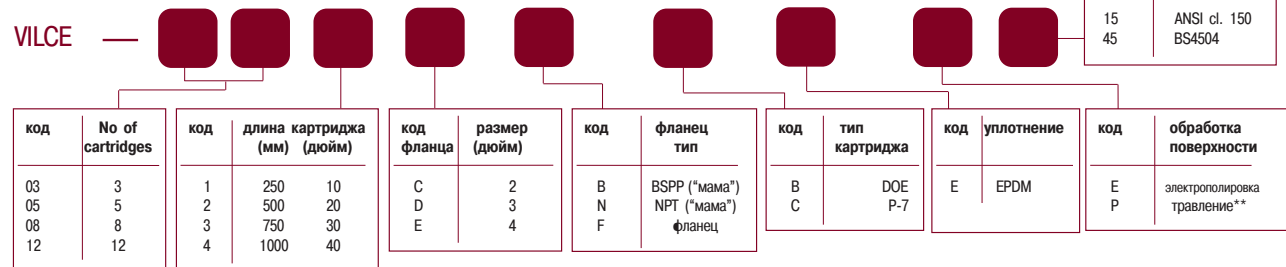 15 ANSI cl. 150
45 BS4504
VILCE —
код No of cartridges
03 3
05 5
08 8
12 12
код длина картриджа (мм) (дюйм)
1 250 10
2 500 20
3 750 30
4 1000 40
код фланца размер (дюйм)
C 2
D 3
E 4
код фланец тип
B BSPP (“мама”)
N NPT (“мама”)
F фланец
код тип картриджа
B DOE
C P-7
код уплотнение
E EPDM
код обработка поверхности
E электрополировка
P травление**